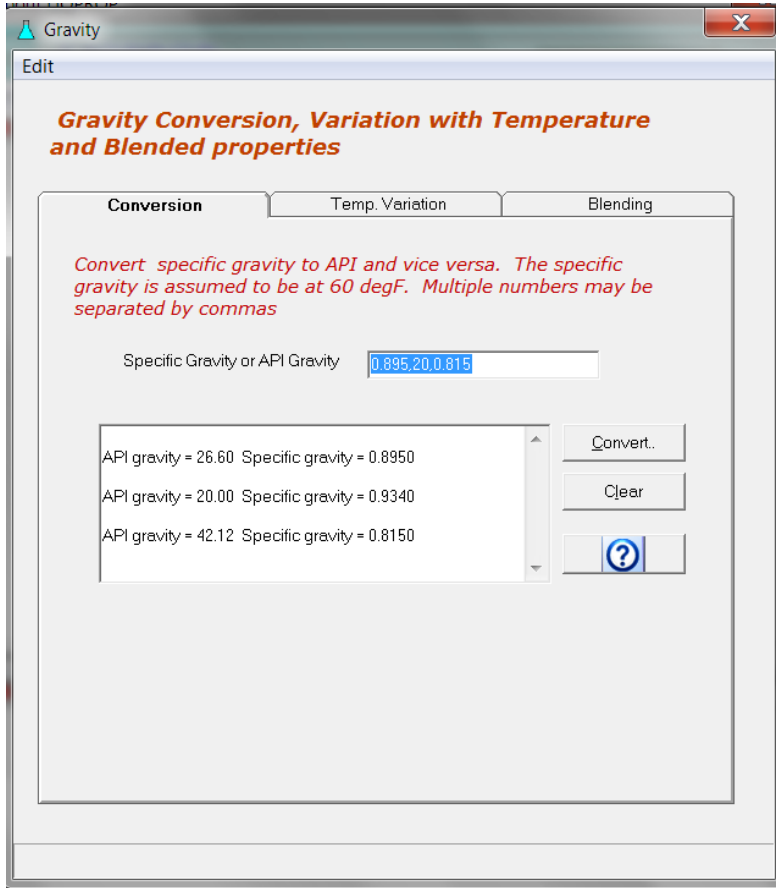 Gravity
X
Edit
Gravity Conversion, Variation with Temperature
and Blended properties
Conversion Temp. Variation Blending
Convert specific gravity to API and vice versa. The specific
gravity is assumed to be at 60 degF. Multiple numbers may be
separated by commas
Specific Gravity or API Gravity 0.895,20,0.815
Convert..
API gravity = 26.60 Specific gravity = 0.8950
Clear
API gravity = 20.00 Specific gravity = 0.9340
API gravity = 42.12 Specific gravity = 0.8150
?